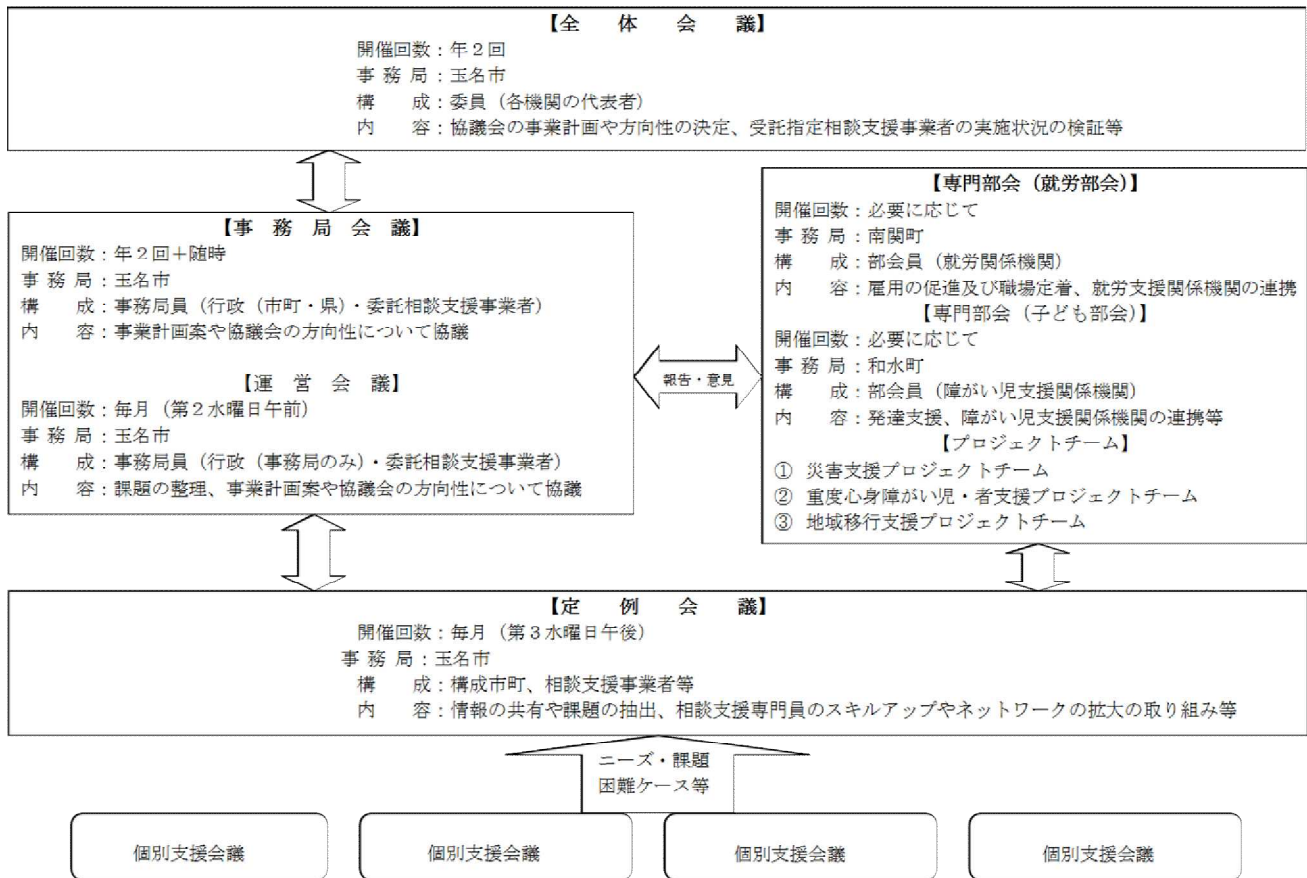 【全　体　会　議】
開催回数：年２回
事 務 局：玉名市
構　　成：委員（各機関の代表者）
内　　容：協議会の事業計画や方向性の決定、受託指定相談支援事業者の実施状況の検証等
【事　務　局　会　議】
開催回数：年２回＋随時
事 務 局：玉名市
構　　成：事務局員（行政（市町・県）・委託相談支援事業者）
内　　容：事業計画案や協議会の方向性について協議
【運　営　会　議】
開催回数：毎月（第２水曜日午前）
事 務 局：玉名市
構　　成：事務局員（行政（事務局のみ）・委託相談支援事業者）
内　　容：課題の整理、事業計画案や協議会の方向性について協議
報告・意見
【専門部会（就労部会）】
開催回数：必要に応じて
事 務 局：南関町
構　　成：部会員（就労関係機関）
内　　容：雇用の促進及び職場定着、就労支援関係機関の連携
【専門部会（子ども部会）】
開催回数：必要に応じて
事 務 局：和水町
構　　成：部会員（障がい児支援関係機関）
内　　容：発達支援、障がい児支援関係機関の連携等
【プロジェクトチーム】
①　災害支援プロジェクトチーム
②　重度心身障がい児・者支援プロジェクトチーム
③　地域移行支援プロジェクトチーム
【定　例　会　議】
開催回数：毎月（第３水曜日午後）
事 務 局：玉名市
構　　成：構成市町、相談支援事業者等
内　　容：情報の共有や課題の抽出、相談支援専門員のスキルアップやネットワークの拡大の取り組み等
ニーズ・課題
困難ケース等
個別支援会議
個別支援会議
個別支援会議
個別支援会議